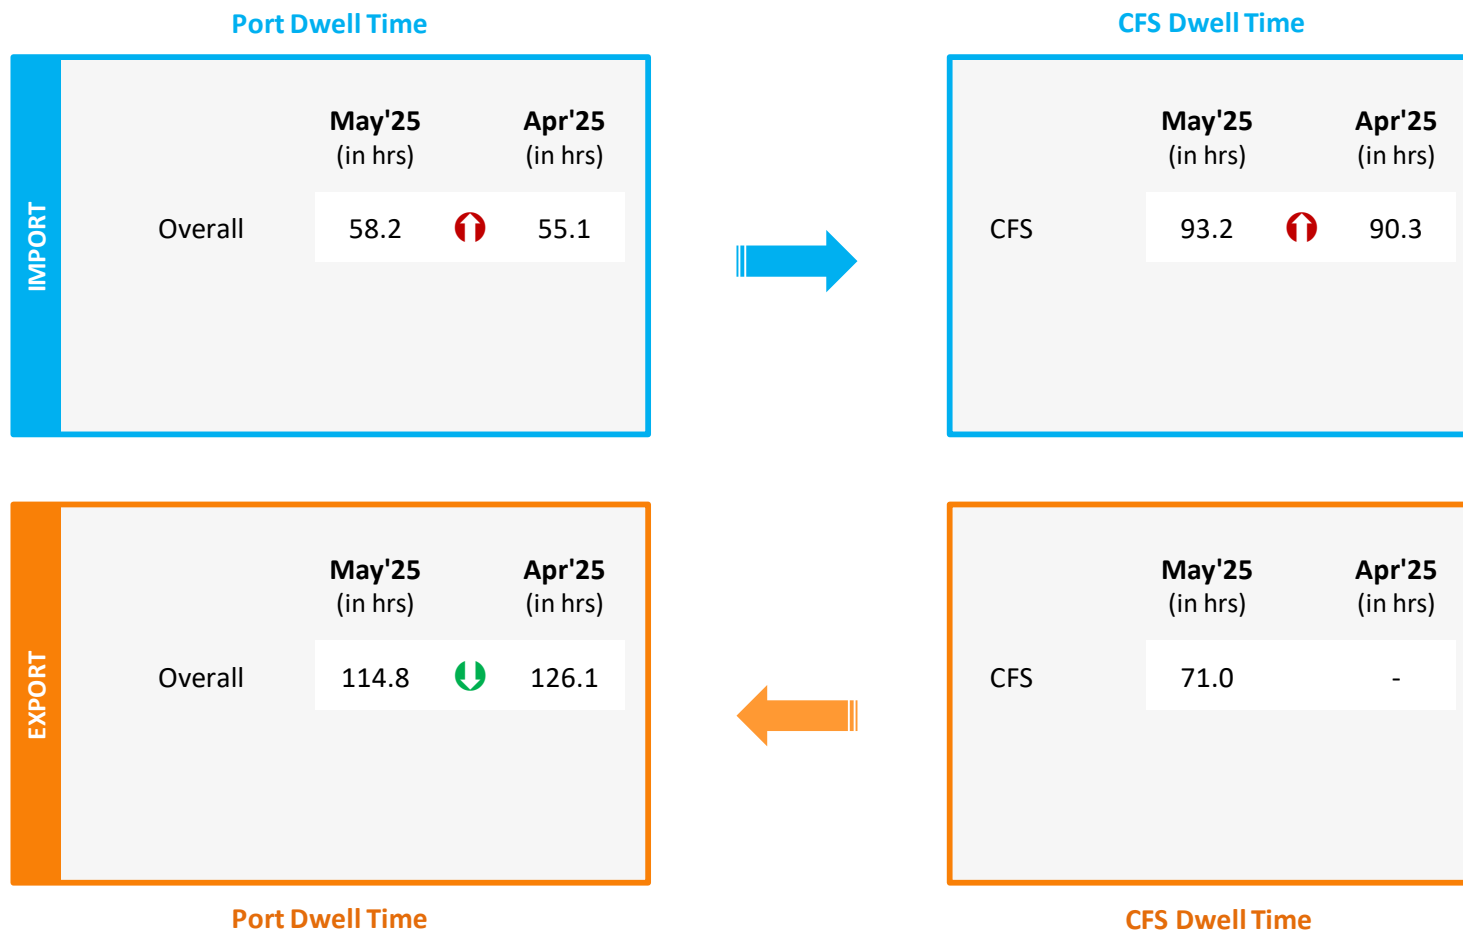 Port Dwell Time
CFS Dwell Time
IMPORT
May'25 Apr'25
(in hrs) (in hrs)
Overall 58.2 55.1
May'25 Apr'25
(in hrs) (in hrs)
CFS 93.2 90.3
EXPORT
May'25 Apr'25
(in hrs) (in hrs)
Overall 114.8 126.1
May'25 Apr'25
(in hrs) (in hrs)
CFS 71.0 -
Port Dwell Time
CFS Dwell Time